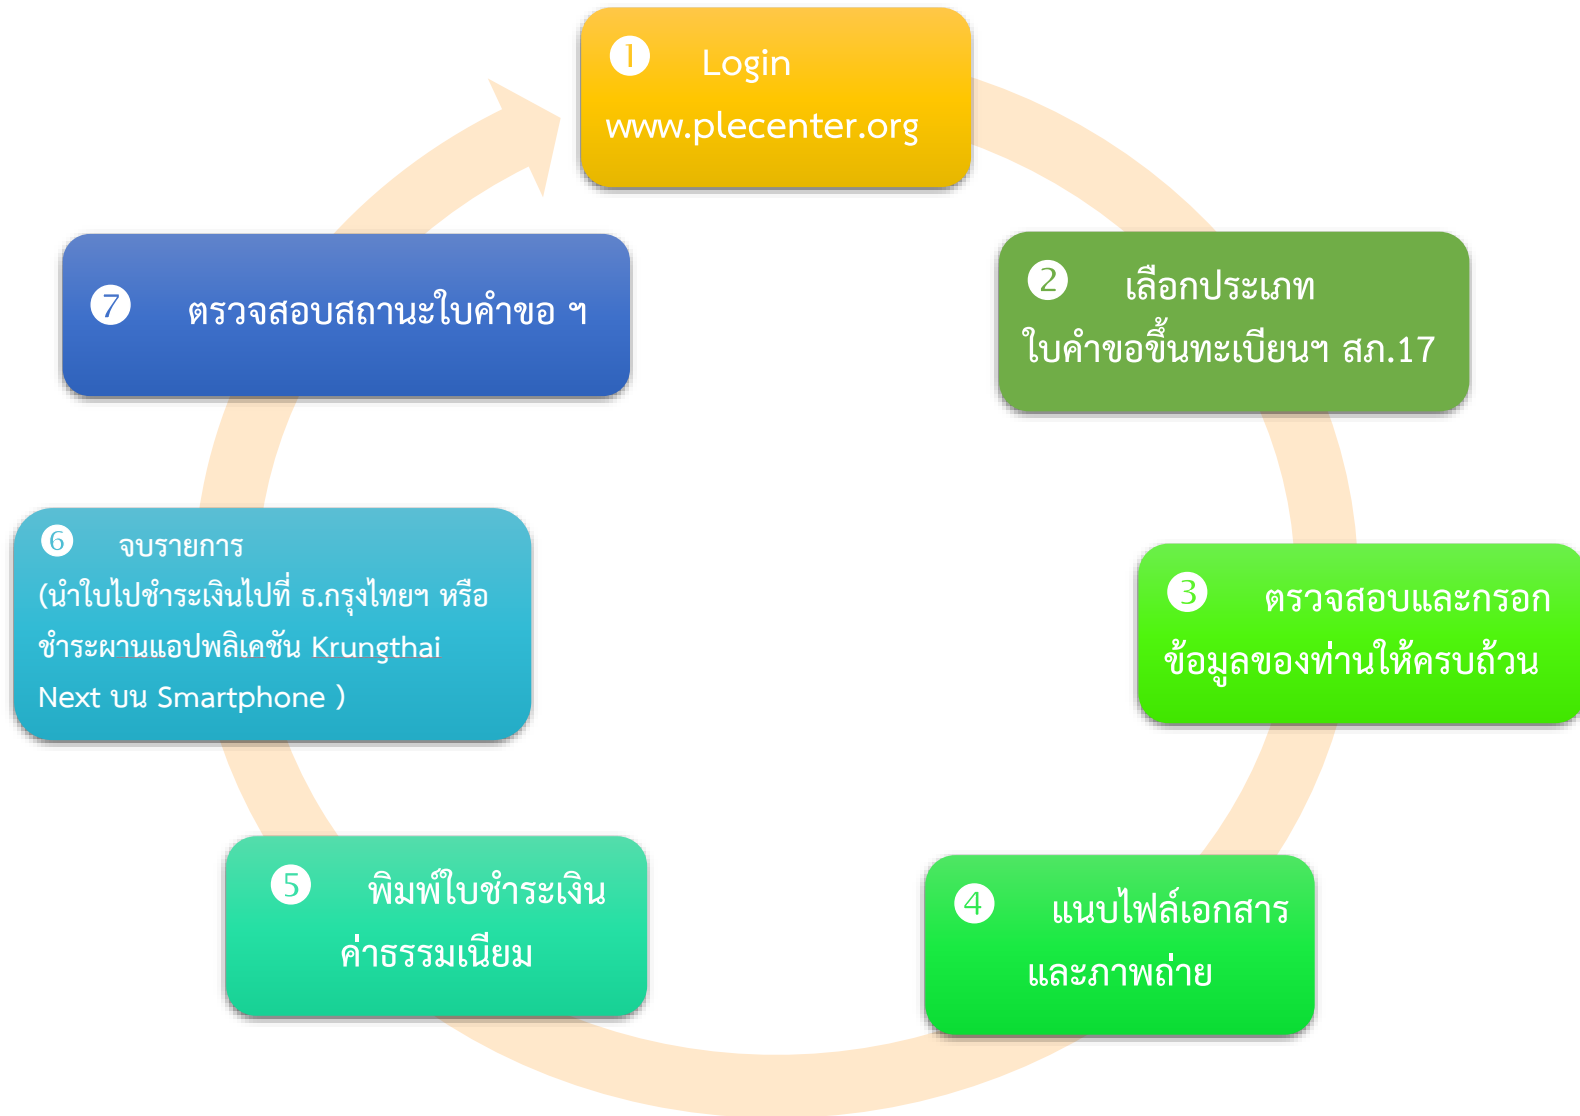 ❶ Login
www.plecenter.org
❷ เลือกประเภท
ใบคำขอขึ้นทะเบียนฯ สภ.17
❸ ตรวจสอบและกรอก
ข้อมูลของท่านให้ครบถ้วน
❹ แนบไฟล์เอกสาร
และภาพถ่าย
❺ พิมพ์ใบชำระเงิน
ค่าธรรมเนียม
❻ จบรายการ
(นำใบไปชำระเงินไปที่ ธ.กรุงไทยฯ หรือ
ชำระผานแอปพลิเคชัน Krungthai
Next บน Smartphone )
❼ ตรวจสอบสถานะใบคำขอ ฯ